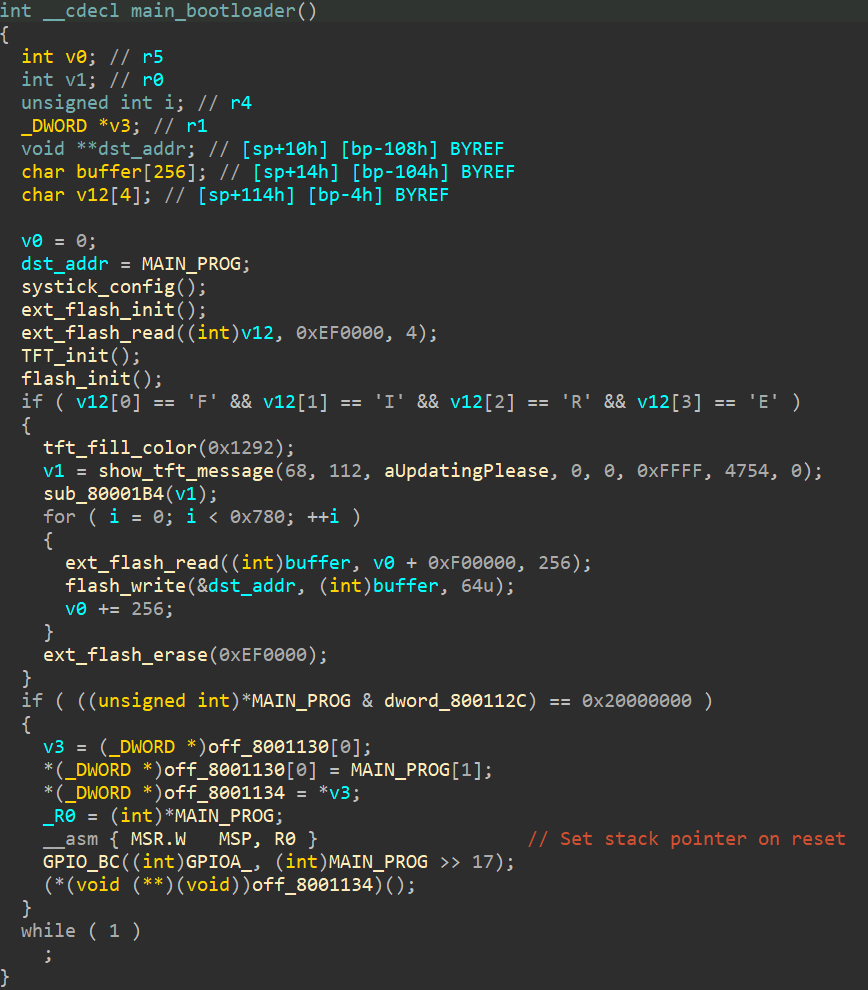 int __cdecl main_bootloader()
{
  int v0; // r5
  int v1; // r0
  unsigned int i; // r4
  _DWORD *v3; // r1
  void **dst_addr; // [sp+10h] [bp-108h] BYREF
  char buffer[256]; // [sp+14h] [bp-104h] BYREF
  char v12[4]; // [sp+114h] [bp-4h] BYREF

  v0 = 0;
  dst_addr = MAIN_PROG;
  systick_config();
  ext_flash_init();
  ext_flash_read((int)v12, 0xEF0000, 4);
  TFT_init();
  flash_init();
  if ( v12[0] == 'F' && v12[1] == 'I' && v12[2] == 'R' && v12[3] == 'E' )
  {
    tft_fill_color(0x1292);
    v1 = show_tft_message(68, 112, aUpdatingPlease, 0, 0, 0xFFFF, 4754, 0);
    sub_80001B4(v1);
    for ( i = 0; i < 0x780; ++i )
    {
      ext_flash_read((int)buffer, v0 + 0xF00000, 256);
      flash_write(&dst_addr, (int)buffer, 64u);
      v0 += 256;
    }
    ext_flash_erase(0xEF0000);
  }
  if ( ((unsigned int)*MAIN_PROG & dword_800112C) == 0x20000000 )
  {
    v3 = (_DWORD *)off_8001130[0];
    *(_DWORD *)off_8001130[0] = MAIN_PROG[1];
    *(_DWORD *)off_8001134 = *v3;
    _R0 = (int)*MAIN_PROG;
    __asm { MSR.W   MSP, R0 }                    // Set stack pointer on reset
    GPIO_BC((int)GPIOA_, (int)MAIN_PROG >> 17);
    (*(void (**)(void))off_8001134)();
  }
  while ( 1 )
    ;
}